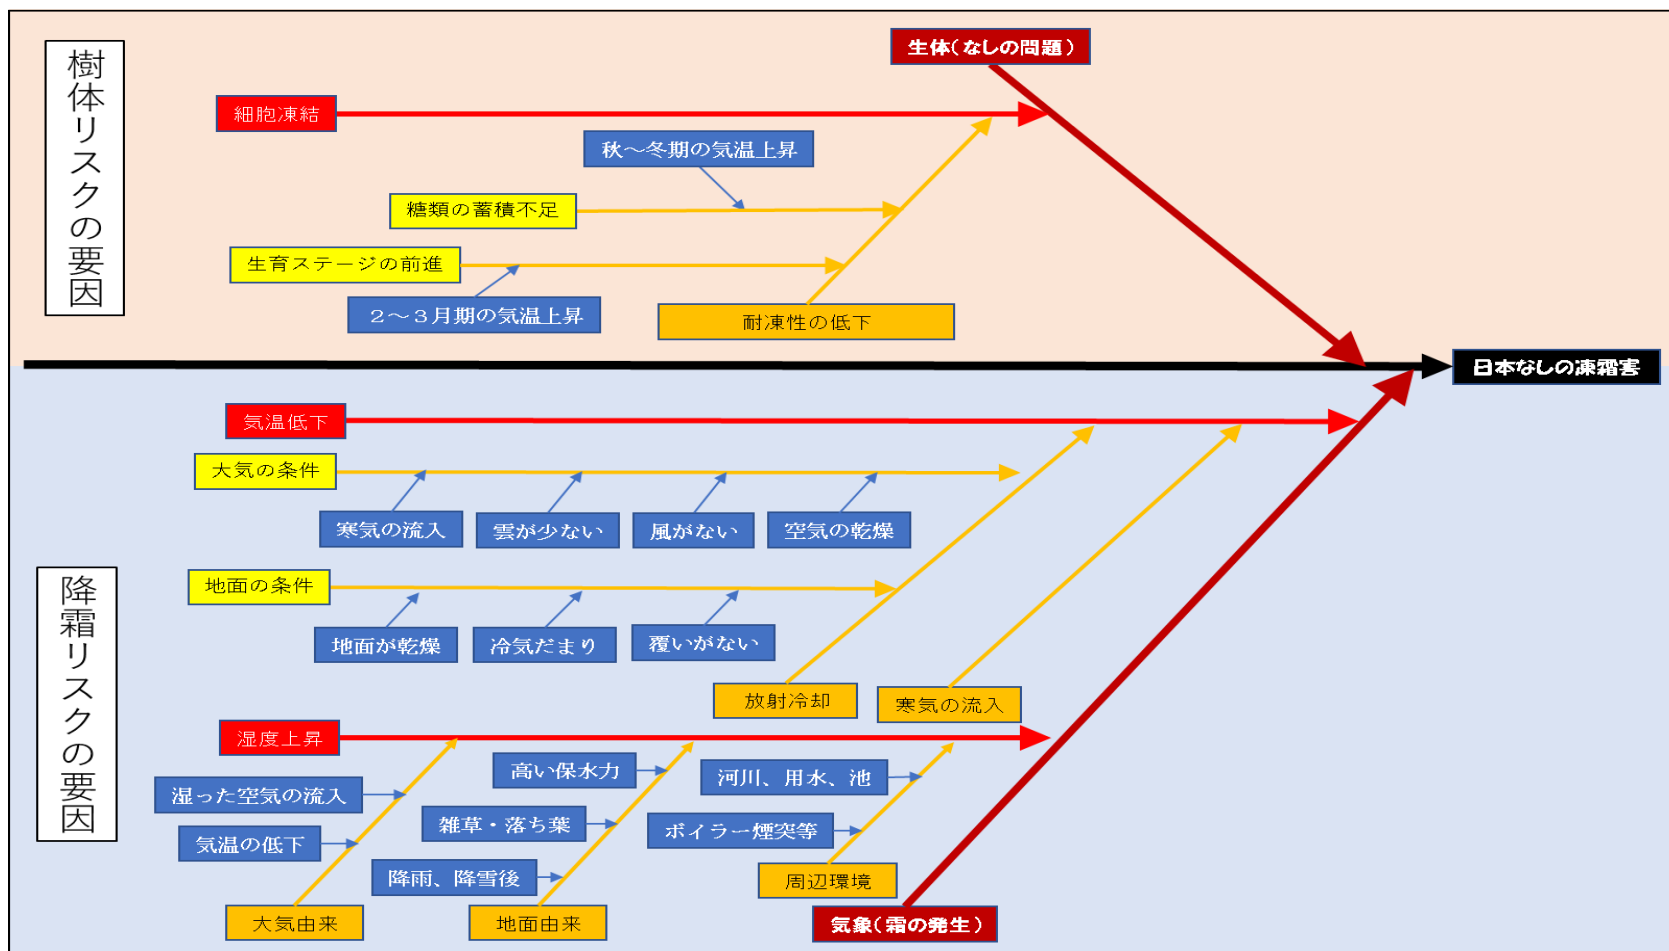 樹体リスクの要因
生体(なしの問題)
細胞凍結
秋～冬期の気温上昇
糖類の蓄積不足
生育ステージの前進
２～３月期の気温上昇
耐凍性の低下
日本なしの凍霜害
降霜リスクの要因
気温低下
大気の条件
寒気の流入
雲が少ない
風がない
空気の乾燥
地面の条件
地面が乾燥
冷気だまり
覆いがない
放射冷却
寒気の流入
湿度上昇
湿った空気の流入
気温の低下
大気由来
高い保水力
雑草・落ち葉
降雨、降雪後
地面由来
河川、用水、池
ボイラー煙突等
周辺環境
気象(霜の発生)